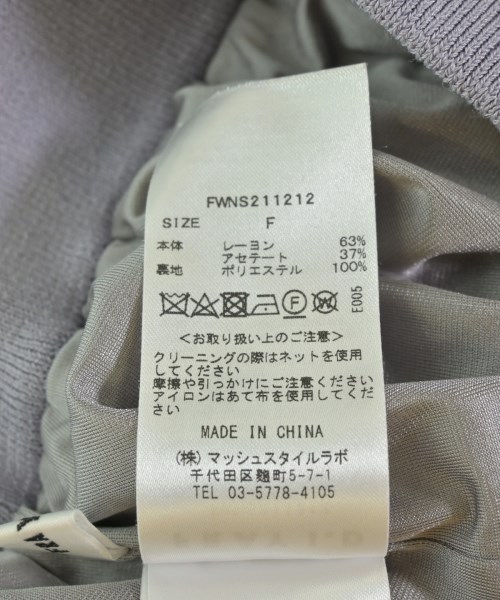 FWNS211212
SIZE F
本体 レーヨン 63%
アセテート 37%
裏地 ポリエステル 100%
F W E005
<お取り扱い上のご注意>
クリーニングの際はネットを使用
してください
摩擦や引っかけにご注意ください
アイロンはあて布を使用してくだ
さい
MADE IN CHINA
(株)マッシュスタイルラボ
千代田区麹町5-7-1
TEL 03-5778-4105